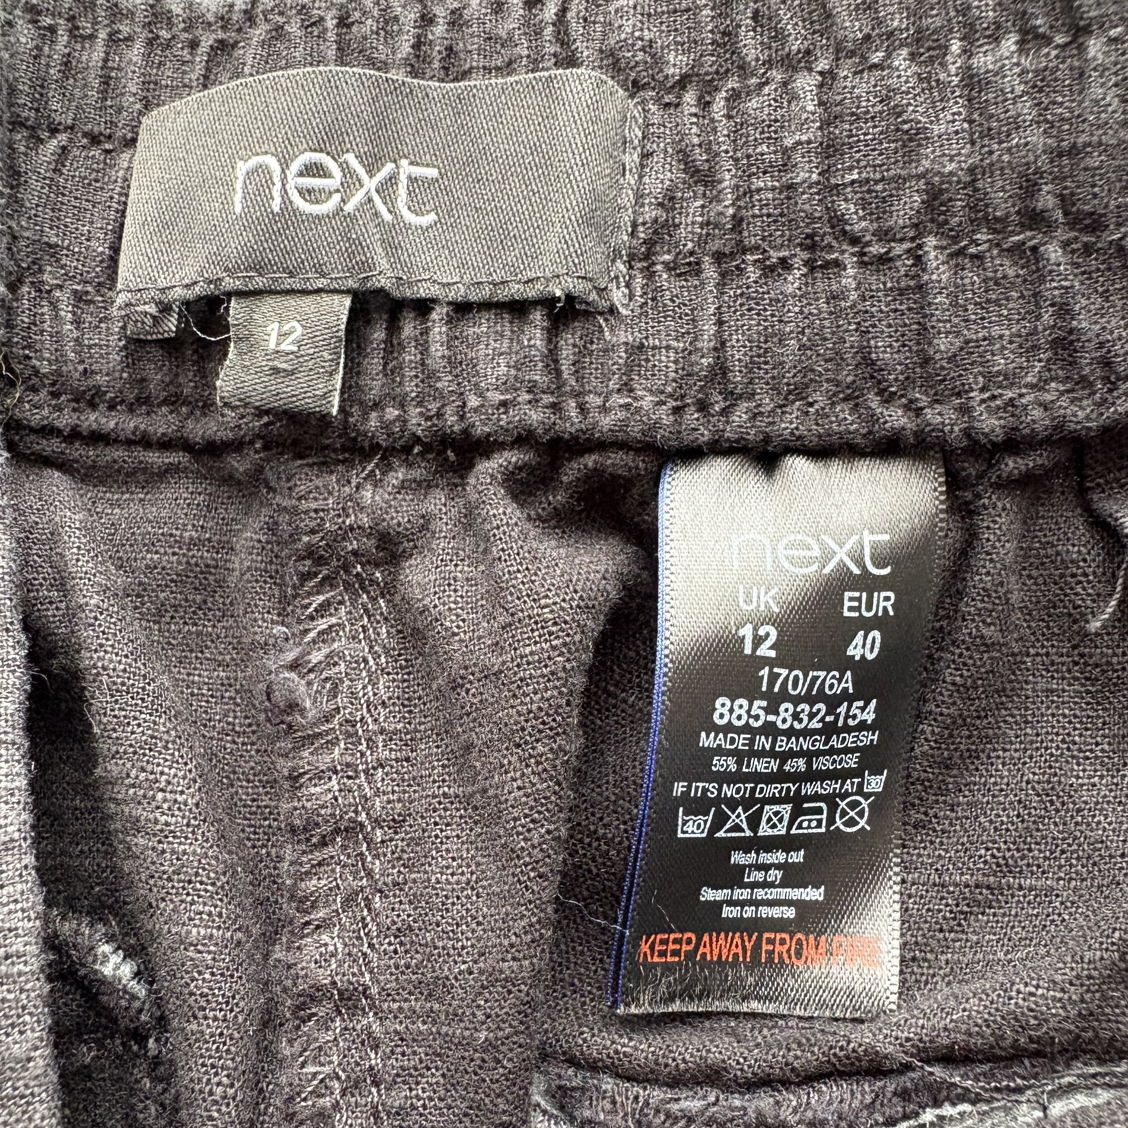 next
12
next
UK EUR
12 40
170/76A
885-832-154
MADE IN BANGLADESH
55% LINEN 45% VISCOSE
IF IT'S NOT DIRTY WASH AT 30
40
Wash inside out
Line dry
Steam iron recommended
Iron on reverse
KEEP AWAY FROM FIRE